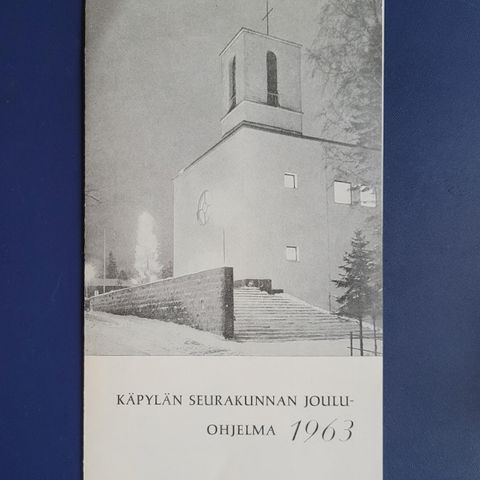 KÄPYLÄN SEURAKUNNAN JOULU-
OHJELMA 1963